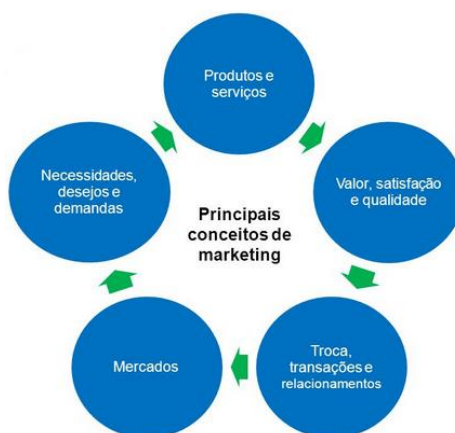 Produtos e
serviços
Necessidades,
desejos e
demandas
Valor, satisfação
e qualidade
Principais
conceitos de
marketing
Mercados
Troca,
transações e
relacionamentos